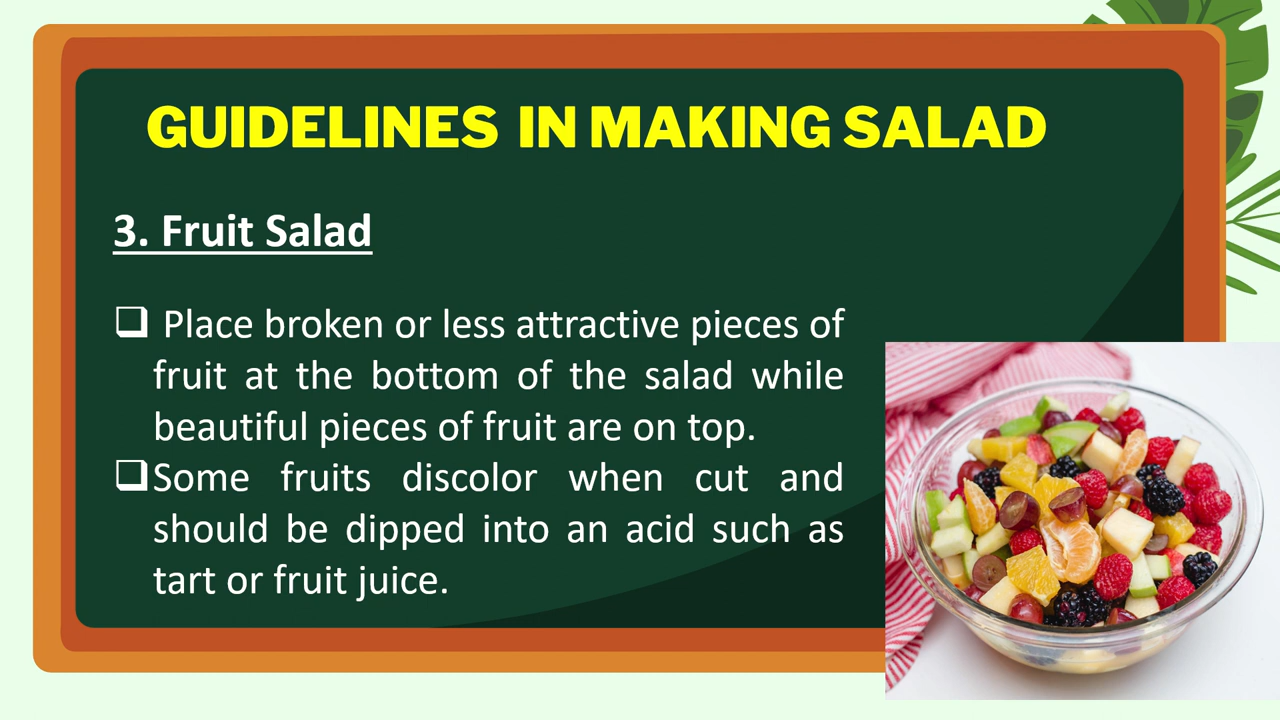 GUIDELINES IN MAKING SALAD
3. Fruit Salad
❑ Place broken or less attractive pieces of
fruit at the bottom of the salad while
beautiful pieces of fruit are on top.
❑Some fruits discolor when cut and
should be dipped into an acid such as
tart or fruit juice.